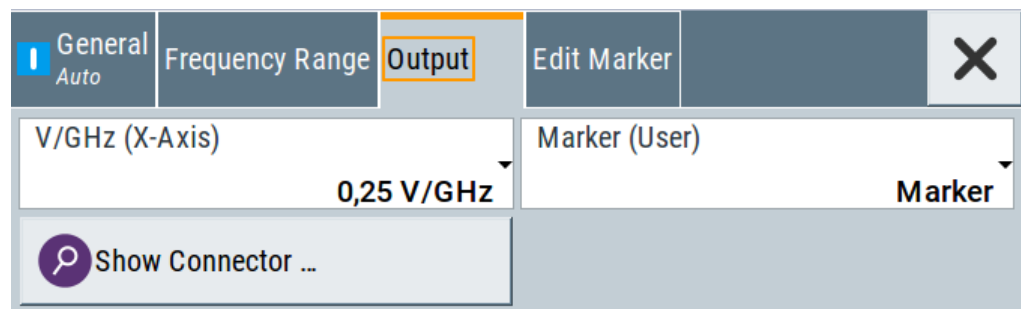 General
Auto
Frequency Range
Output
Edit Marker
V/GHz (X-Axis)
0,25 V/GHz
Marker (User)
Marker
Show Connector ...